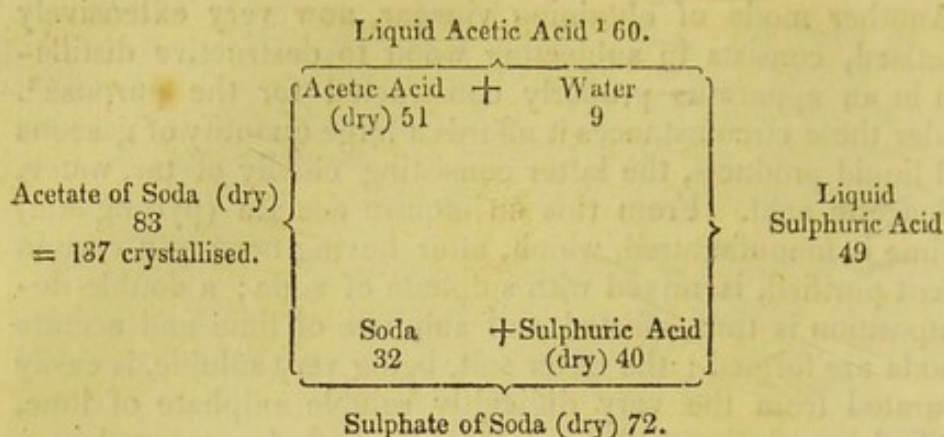 Liquid Acetic Acid ¹ 60.
Acetic Acid + Water
(dry) 51 9
Acetate of Soda (dry)
83
= 137 crystallised.
Liquid
Sulphuric Acid
49
Soda + Sulphuric Acid
32 (dry) 40
Sulphate of Soda (dry) 72.